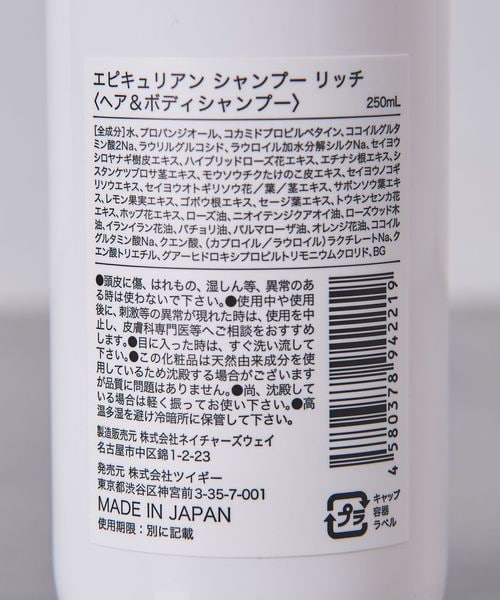 エピキュリアン シャンプー リッチ
〈ヘア＆ボディシャンプー〉 250mL
[全成分]水、プロパンジオール、コカミドプロピルベタイン、ココイルグルタ
ミン酸2Na、ラウリルグルコシド、ラウロイル加水分解シルクNa、セイヨウ
シロヤナギ樹皮エキス、ハイブリッドローズ花エキス、エチナシ根エキス、シ
スタンケツブロサ茎エキス、モウソウチクたけのこ皮エキス、セイヨウノコギ
リソウエキス、セイヨウオトギリソウ花／葉／茎エキス、サボンソウ葉エキ
ス、レモン果実エキス、ゴボウ根エキス、セージ葉エキス、トウキンセンカ花
エキス、ホップ花エキス、ローズ油、ニオイテンジクアオイ油、ローズウッド木
油、イランイラン花油、パチョリ油、パルマローザ油、オレンジ花油、ココイル
グルタミン酸Na、クエン酸、（カプロイル／ラウロイル）ラクチレートNa、ク
エン酸トリエチル、グアーヒドロキシプロピルトリモニウムクロリド、BG
●頭皮に傷、はれもの、湿しん等、異常のあ
る時は使わないで下さい。●使用中や使用
後に、刺激等の異常が現れた時は、使用を中
止し、皮膚科専門医等へご相談をおすすめ
します。●目に入った時は、すぐ洗い流して
下さい。●この化粧品は天然由来成分を使
用しているため沈殿する場合がございます
が品質に問題はありません。●尚、沈殿して
いる場合は軽く振ってお使い下さい。●高
温多湿を避け冷暗所に保管して下さい。
製造販売元 株式会社ネイチャーズウェイ
名古屋市中区錦1-2-23
発売元 株式会社ツイギー
東京都渋谷区神宮前3-35-7-001
MADE IN JAPAN
使用期限：別に記載
4 580378 942219
プラ
キャップ
容器
ラベル